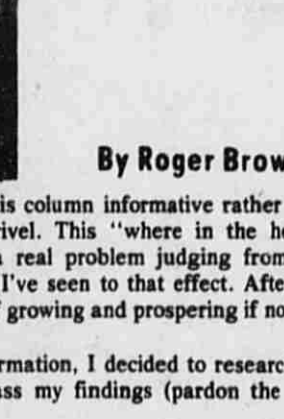 By Roger Brow
is column informative rather
ivel. This "where in the he
real problem judging from
I've seen to that effect. Afte
growing and prospering if no
rmation, I decided to researc
ss my findings (pardon the